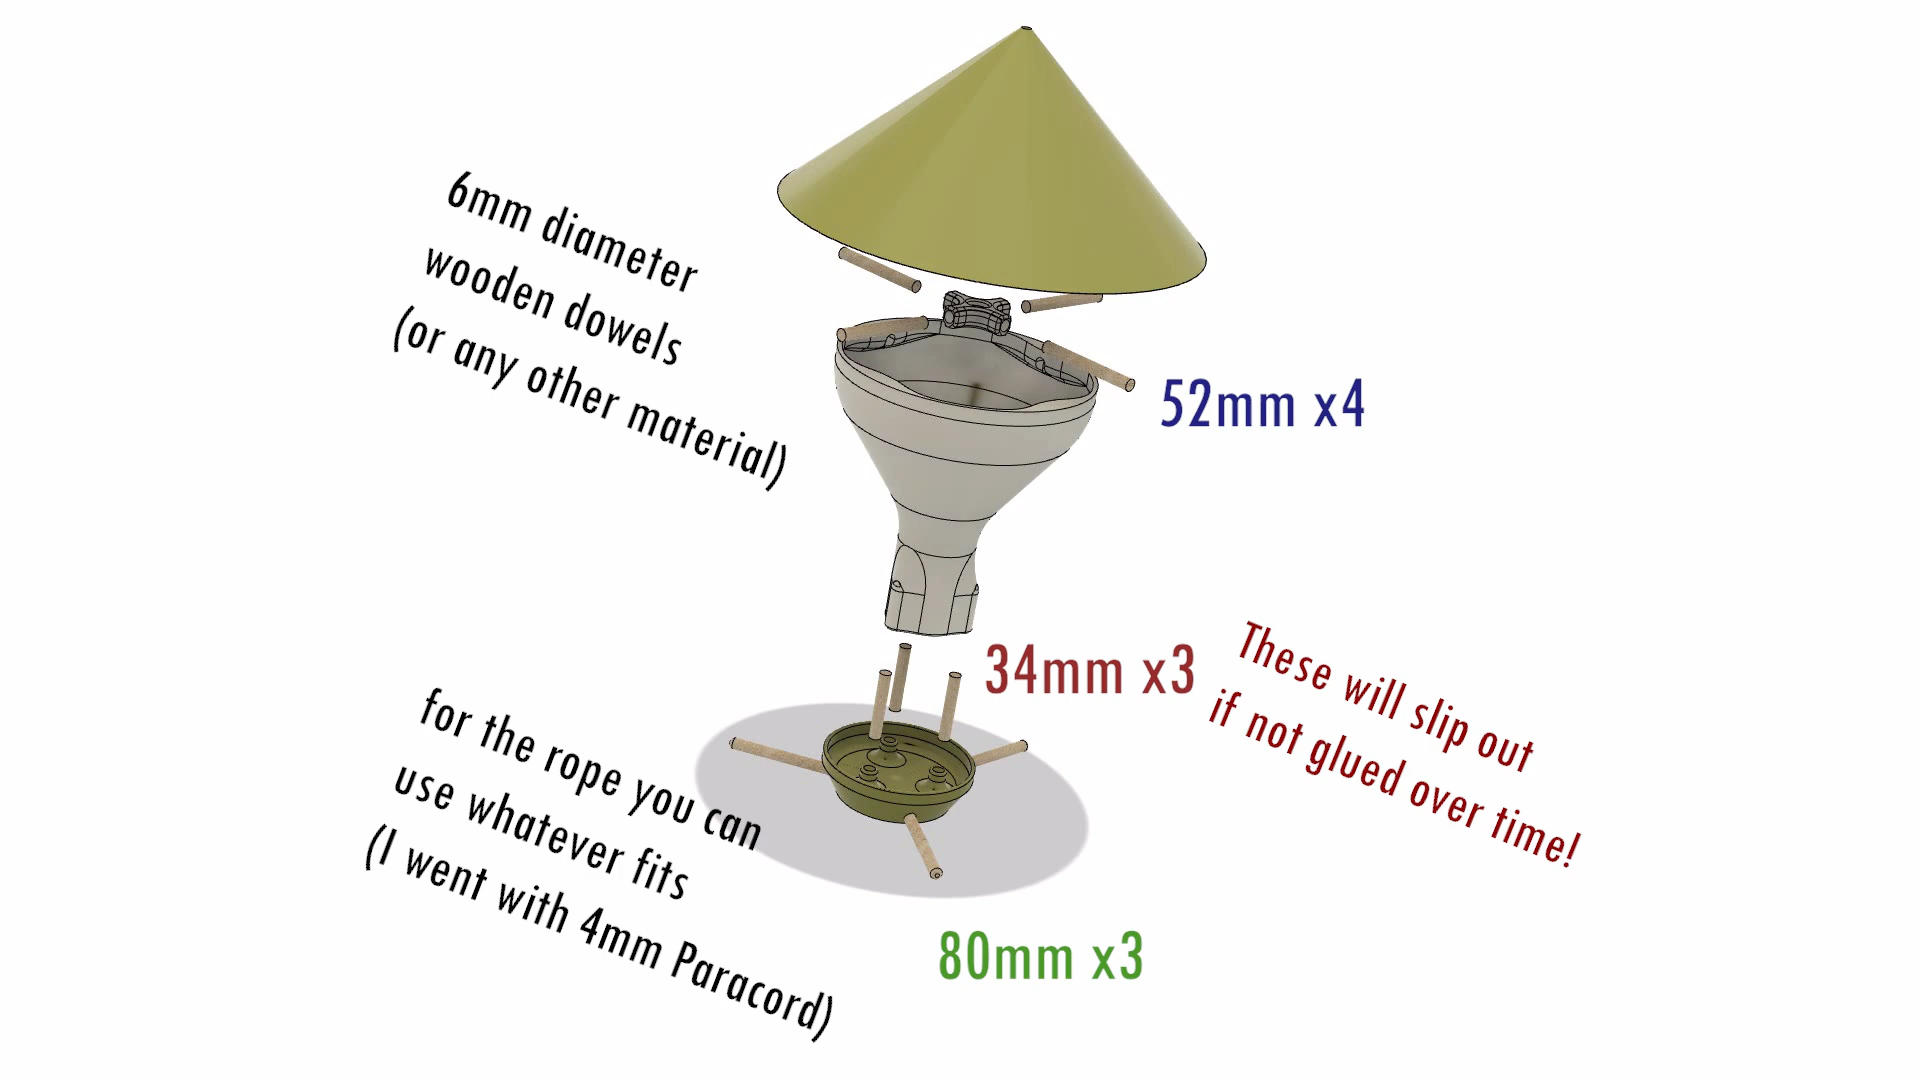 6mm diameter
wooden dowels
(or any other material)
52mm x4
34mm x3
These will slip out
if not glued over time!
for the rope you can
use whatever fits
(I went with 4mm Paracord)
80mm x3